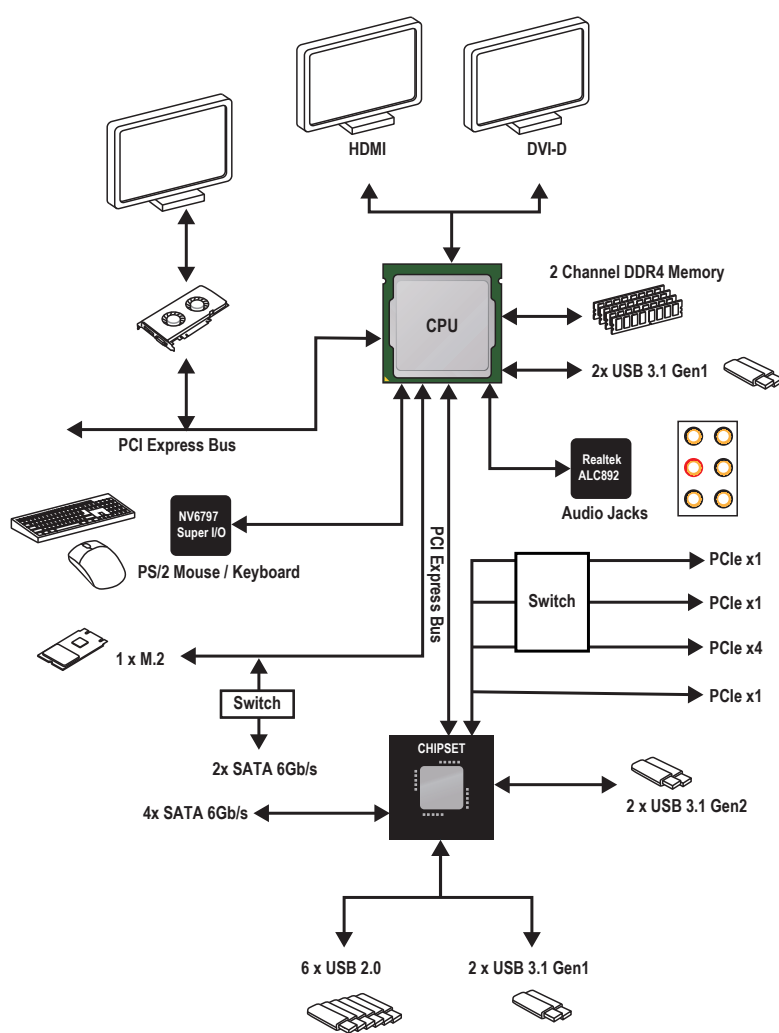 HDMI
DVI-D
2 Channel DDR4 Memory
CPU
2x USB 3.1 Gen1
PCI Express Bus
Realtek
ALC892
Audio Jacks
NV6797
Super I/O
PS/2 Mouse / Keyboard
PCI Express Bus
PCIe x1
Switch
PCIe x1
PCIe x4
1 x M.2
PCIe x1
Switch
2x SATA 6Gb/s
CHIPSET
4x SATA 6Gb/s
2 x USB 3.1 Gen2
6 x USB 2.0
2 x USB 3.1 Gen1